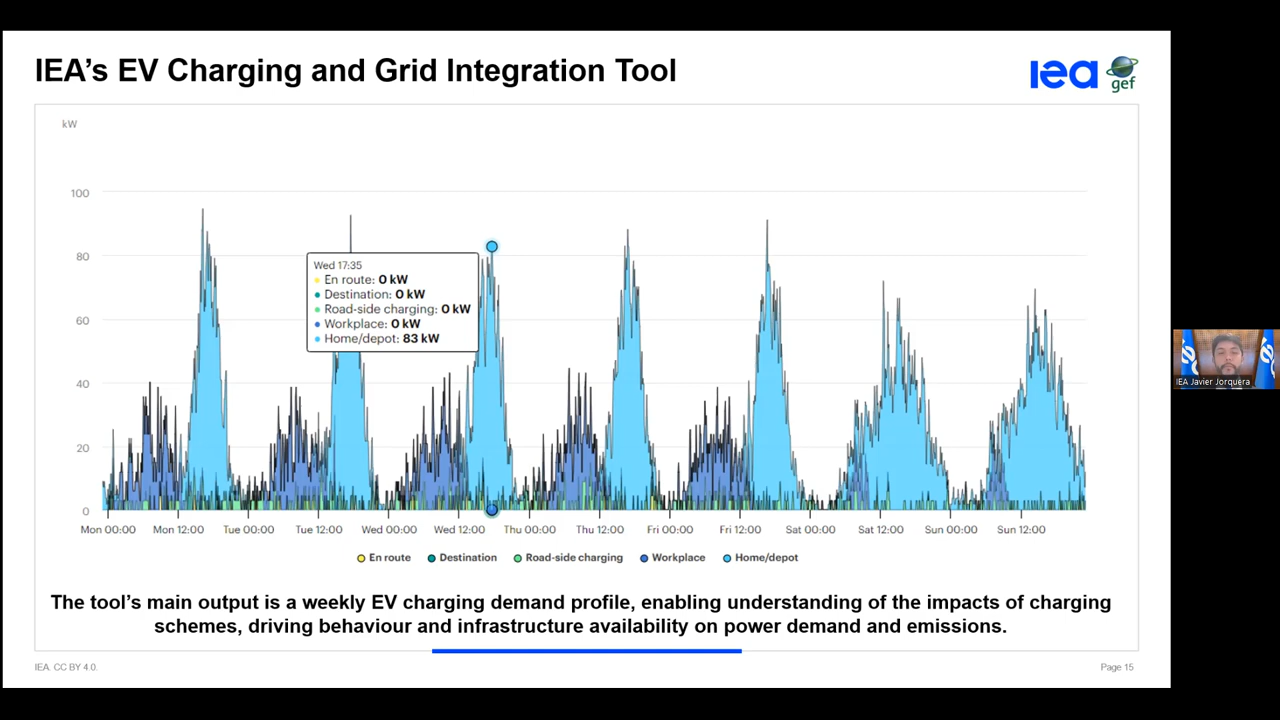 IEA's EV Charging and Grid Integration Tool
iea
gef
kW
100
80
60
40
20
0
Wed 17:35
En route: 0 kW
Destination: 0 kW
Road-side charging: 0 kW
Workplace: 0 kW
Home/depot: 83 kW
Mon 00:00 Mon 12:00 Tue 00:00 Tue 12:00 Wed 00:00 Wed 12:00 Thu 00:00 Thu 12:00 Fri 00:00 Fri 12:00 Sat 00:00 Sat 12:00 Sun 00:00 Sun 12:00
En route Destination Road-side charging Workplace Home/depot
The tool's main output is a weekly EV charging demand profile, enabling understanding of the impacts of charging
schemes, driving behaviour and infrastructure availability on power demand and emissions.
IEA. CC BY 4.0.
Page 15
IEA Javier Jorquera